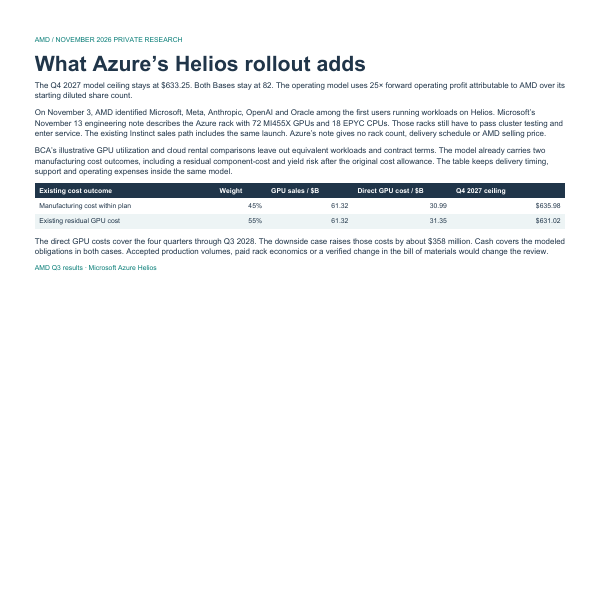 AMD / NOVEMBER 2026 PRIVATE RESEARCH
What Azure’s Helios rollout adds
The Q4 2027 model ceiling stays at $633.25. Both Bases stay at 82. The operating model uses 25× forward operating profit attributable to AMD over its
starting diluted share count.
On November 3, AMD identified Microsoft, Meta, Anthropic, OpenAI and Oracle among the first users running workloads on Helios. Microsoft’s
November 13 engineering note describes the Azure rack with 72 MI455X GPUs and 18 EPYC CPUs. Those racks still have to pass cluster testing and
enter service. The existing Instinct sales path includes the same launch. Azure’s note gives no rack count, delivery schedule or AMD selling price.
BCA’s illustrative GPU utilization and cloud rental comparisons leave out equivalent workloads and contract terms. The model already carries two
manufacturing cost outcomes, including a residual component-cost and yield risk after the original cost allowance. The table keeps delivery timing,
support and operating expenses inside the same model.
Existing cost outcome Weight GPU sales / $B Direct GPU cost / $B Q4 2027 ceiling
Manufacturing cost within plan 45% 61.32 30.99 $635.98
Existing residual GPU cost 55% 61.32 31.35 $631.02
The direct GPU costs cover the four quarters through Q3 2028. The downside case raises those costs by about $358 million. Cash covers the modeled
obligations in both cases. Accepted production volumes, paid rack economics or a verified change in the bill of materials would change the review.
AMD Q3 results · Microsoft Azure Helios